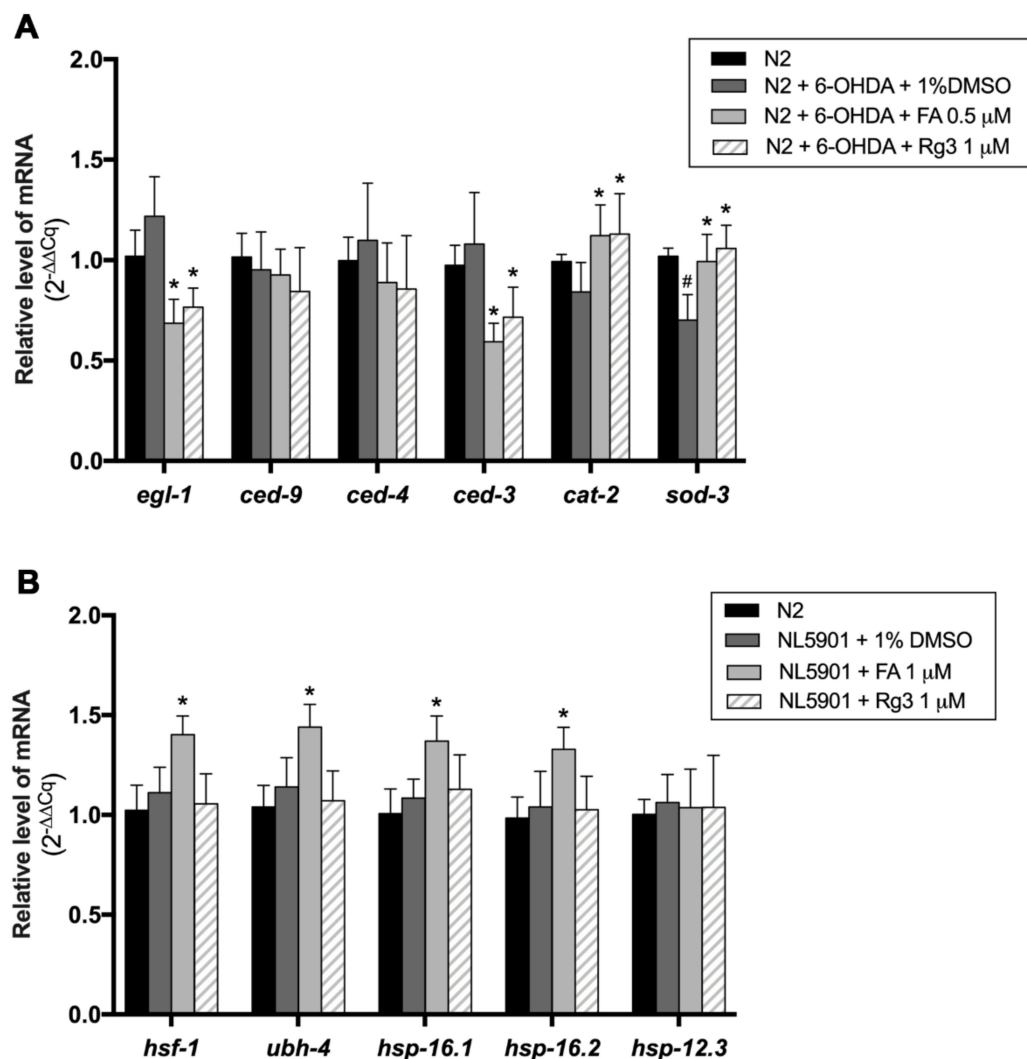 A
N2
N2 + 6-OHDA + 1%DMSO
N2 + 6-OHDA + FA 0.5 μM
N2 + 6-OHDA + Rg3 1 μM
Relative level of mRNA
(2-ΔΔCq)
2.0
1.5
1.0
0.5
0.0
* * * * * * # * *
egl-1 ced-9 ced-4 ced-3 cat-2 sod-3
B
N2
NL5901 + 1% DMSO
NL5901 + FA 1 μM
NL5901 + Rg3 1 μM
Relative level of mRNA
(2-ΔΔCq)
2.0
1.5
1.0
0.5
0.0
* * * *
hsf-1 ubh-4 hsp-16.1 hsp-16.2 hsp-12.3